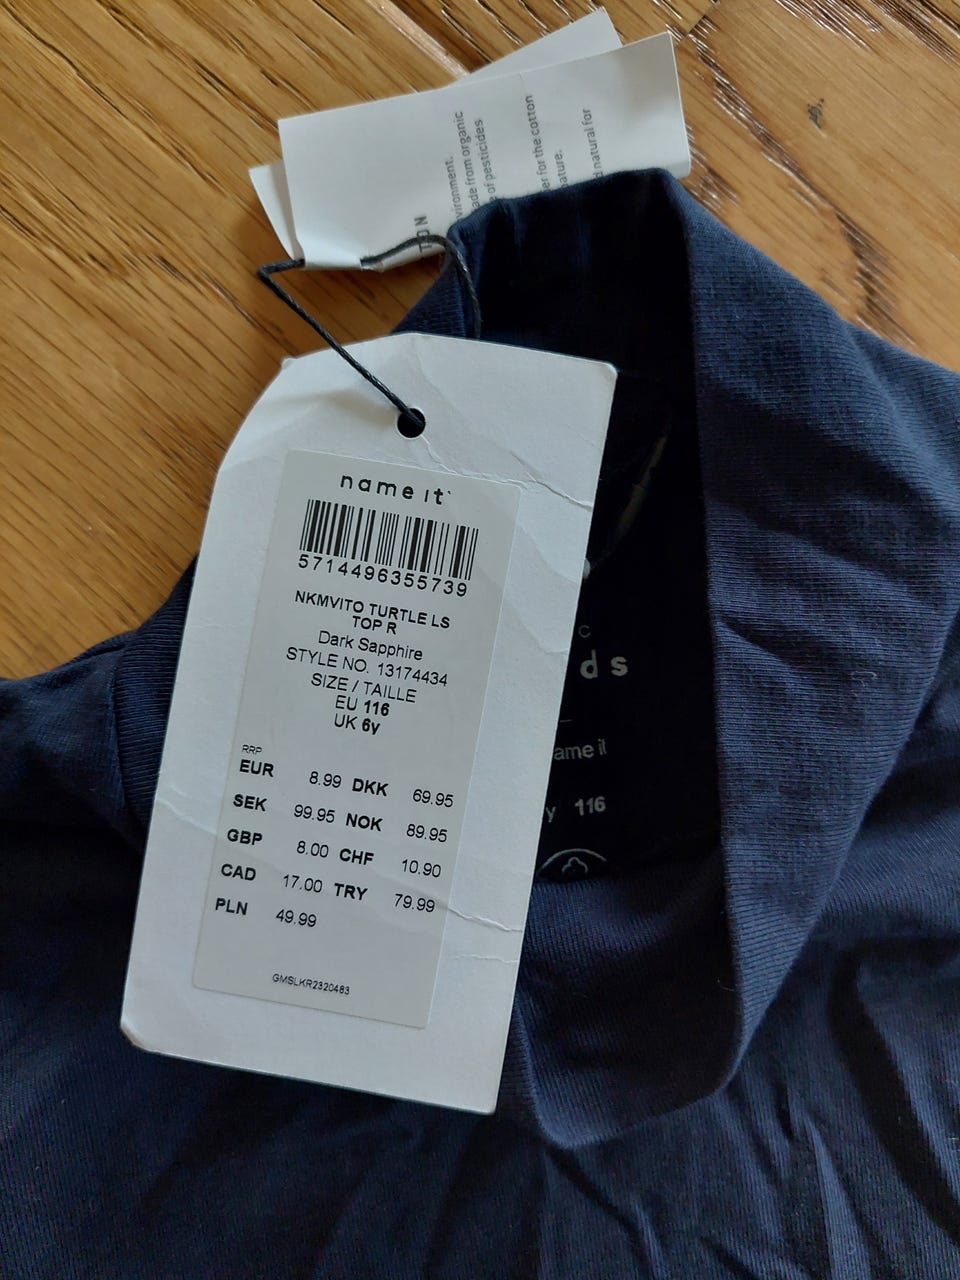 TON
vironment.
ade from organic
e of pesticides
er for the cotton
ature.
d natural for
name it
5714496355739
NKMVITO TURTLE LS
TOP R
Dark Sapphire
STYLE NO. 13174434
SIZE / TAILLE
EU 116
UK 6y
RRP
EUR 8.99 DKK 69.95
SEK 99.95 NOK 89.95
GBP 8.00 CHF 10.90
CAD 17.00 TRY 79.99
PLN 49.99
GMSLKR2320483
c
ds
ame it
y 116